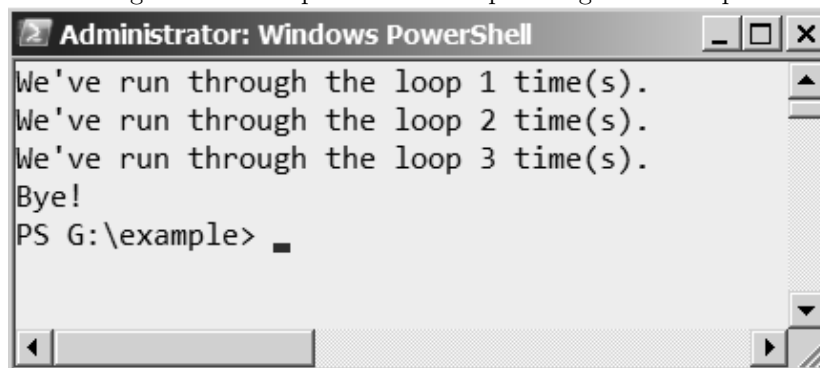 Administrator: Windows PowerShell
We've run through the loop 1 time(s).
We've run through the loop 2 time(s).
We've run through the loop 3 time(s).
Bye!
PS G:\example>